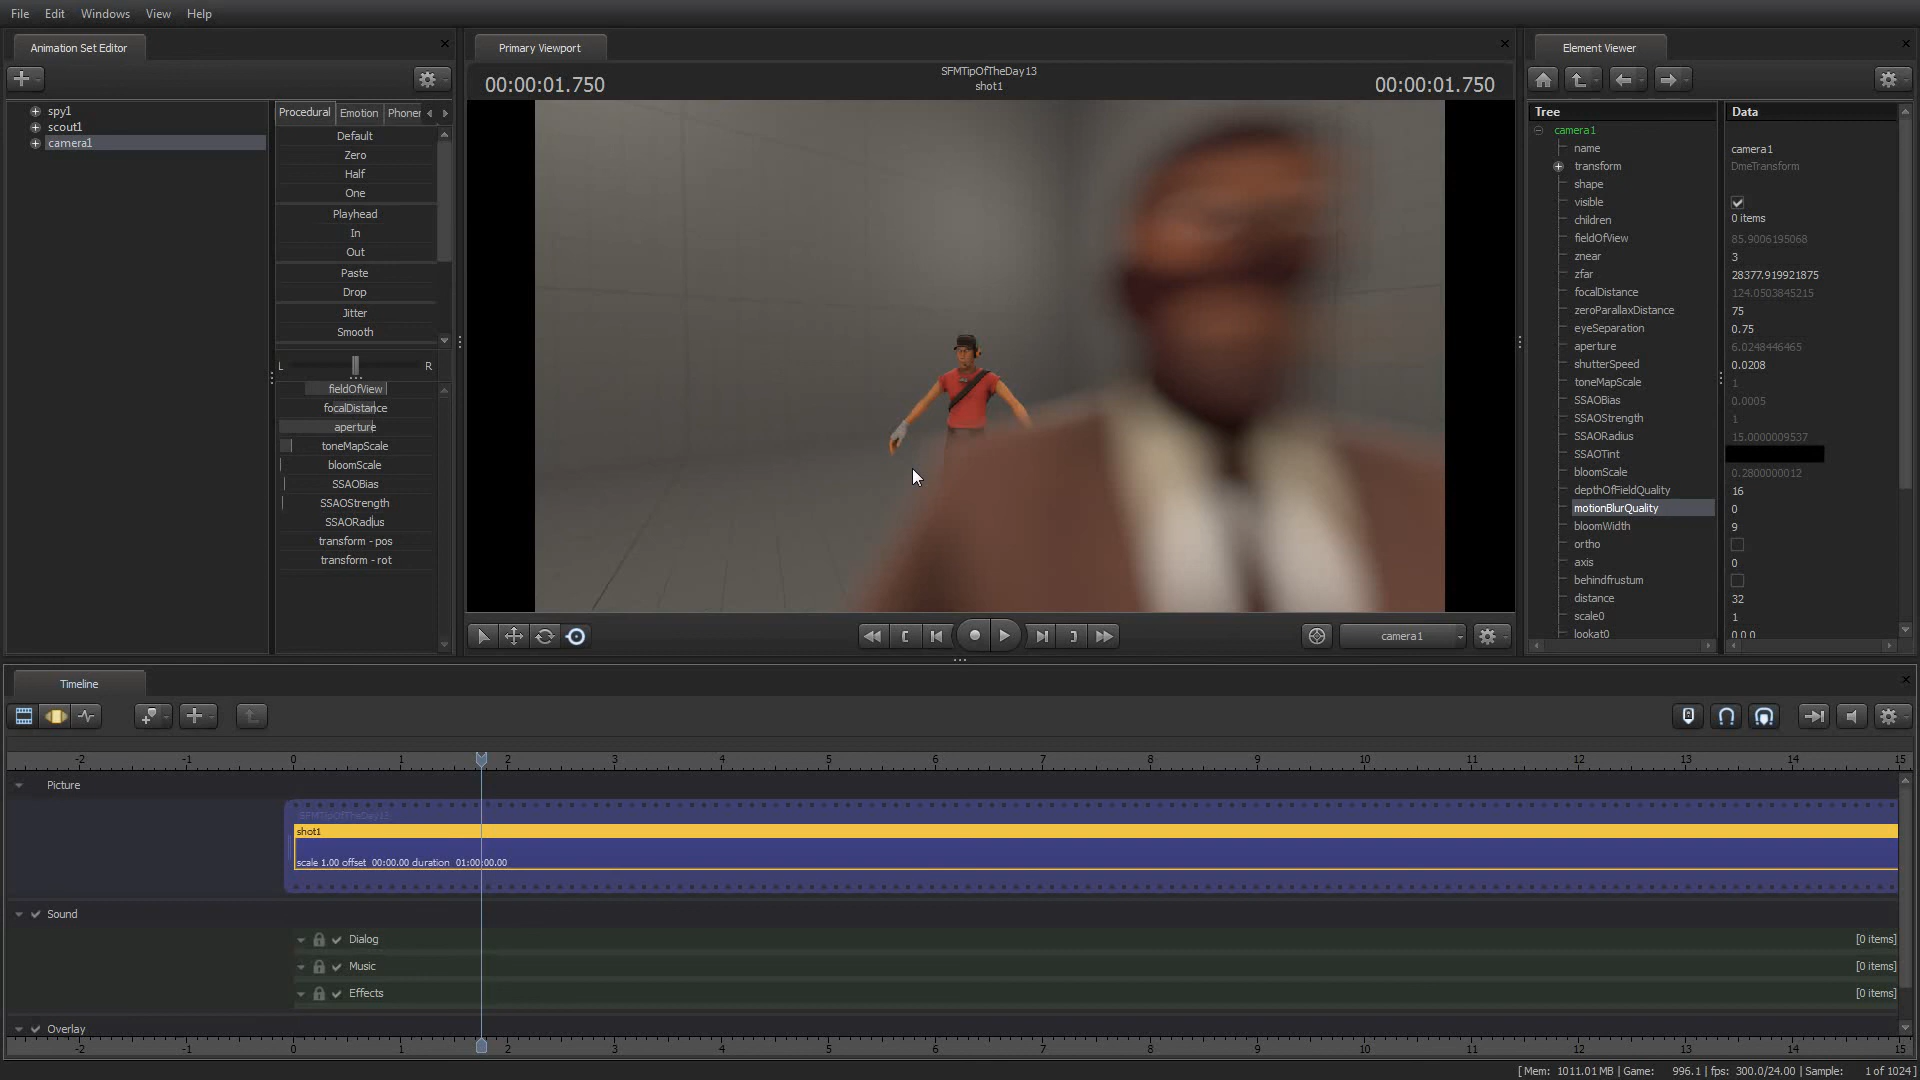 File Edit Windows View Help
Animation Set Editor
spy1
scout1
camera1
Procedural Emotion Phoner
Default
Zero
Half
One
Playhead
In
Out
Paste
Drop
Jitter
Smooth
L R
fieldOfView
focalDistance
aperture
toneMapScale
bloomScale
SSAOBias
SSAOStrength
SSAORadius
transform - pos
transform - rot
Primary Viewport
00:00:01.750
SFMTipOfTheDay13
shot1
00:00:01.750
camera1
Element Viewer
Tree Data
camera1
name camera1
transform DmeTransform
shape
visible
children 0 items
fieldOfView 85.9006195068
znear 3
zfar 28377.919921875
focalDistance 124.0503845215
zeroParallaxDistance 75
eyeSeparation 0.75
aperture 6.0248446465
shutterSpeed 0.0208
toneMapScale 1
SSAOBias 0.0005
SSAOStrength 1
SSAORadius 15.0000009537
SSAOTint
bloomScale 0.2800000012
depthOfFieldQuality 16
motionBlurQuality 0
bloomWidth 9
ortho
axis 0
behindfrustum
distance 32
scale0 1
lookat0 0 0 0
Timeline
-2 -1 0 1 2 3 4 5 6 7 8 9 10 11 12 13 14 15
Picture
SFMTipOfTheDay13
shot1
scale 1.00 offset 00:00.00 duration 01:00:00.00
Sound
Dialog [0 items]
Music [0 items]
Effects [0 items]
Overlay
-2 -1 0 1 2 3 4 5 6 7 8 9 10 11 12 13 14 15
[ Mem: 1011.01 MB | Game: 996.1 | fps: 300.0/24.00 | Sample: 1 of 1024 ]